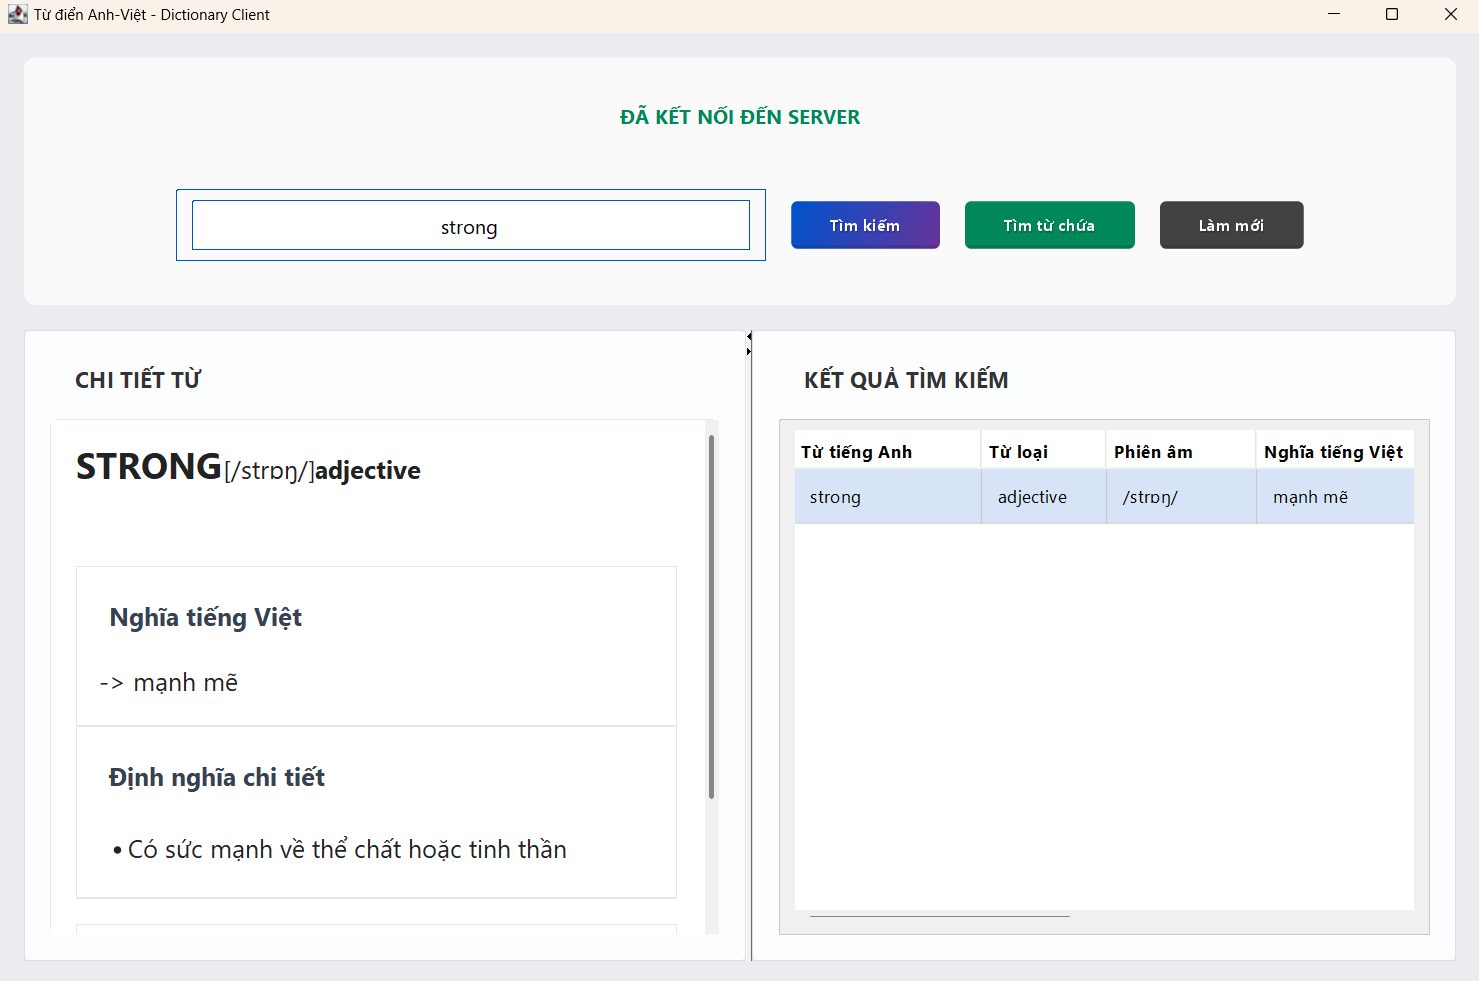 Từ điển Anh-Việt - Dictionary Client
ĐÃ KẾT NỐI ĐẾN SERVER
strong
Tìm kiếm
Tìm từ chứa
Làm mới
CHI TIẾT TỪ
STRONG[/strɒŋ/]adjective
Nghĩa tiếng Việt
-> mạnh mẽ
Định nghĩa chi tiết
• Có sức mạnh về thể chất hoặc tinh thần
KẾT QUẢ TÌM KIẾM
Từ tiếng Anh Từ loại Phiên âm Nghĩa tiếng Việt
strong adjective /strɒŋ/ mạnh mẽ